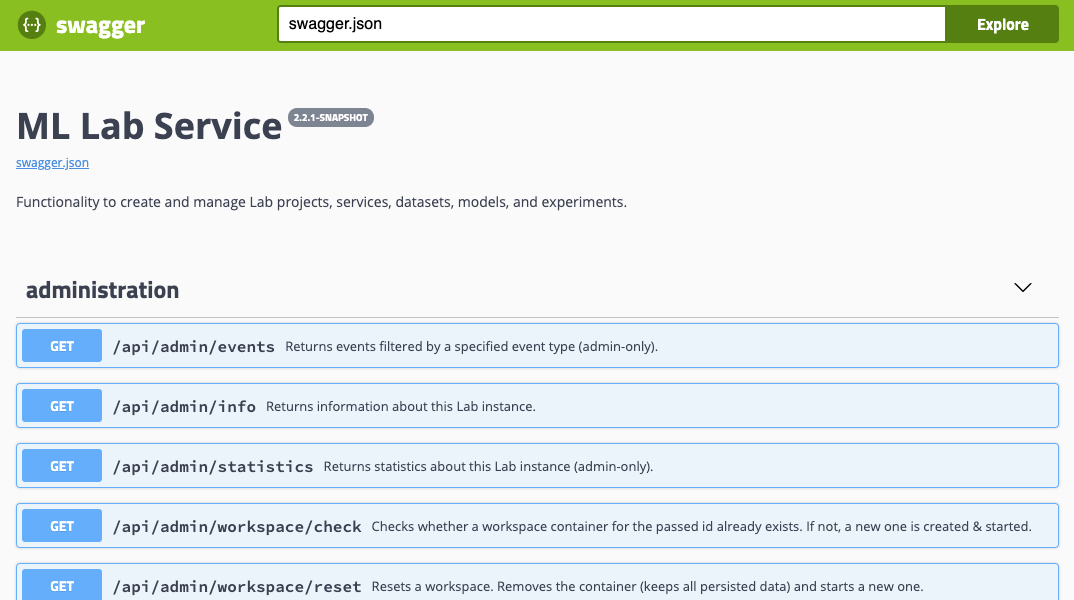 {··} swagger
swagger.json
Explore
ML Lab Service 2.2.1-SNAPSHOT
swagger.json
Functionality to create and manage Lab projects, services, datasets, models, and experiments.
administration
GET /api/admin/events Returns events filtered by a specified event type (admin-only).
GET /api/admin/info Returns information about this Lab instance.
GET /api/admin/statistics Returns statistics about this Lab instance (admin-only).
GET /api/admin/workspace/check Checks whether a workspace container for the passed id already exists. If not, a new one is created & started.
GET /api/admin/workspace/reset Resets a workspace. Removes the container (keeps all persisted data) and starts a new one.